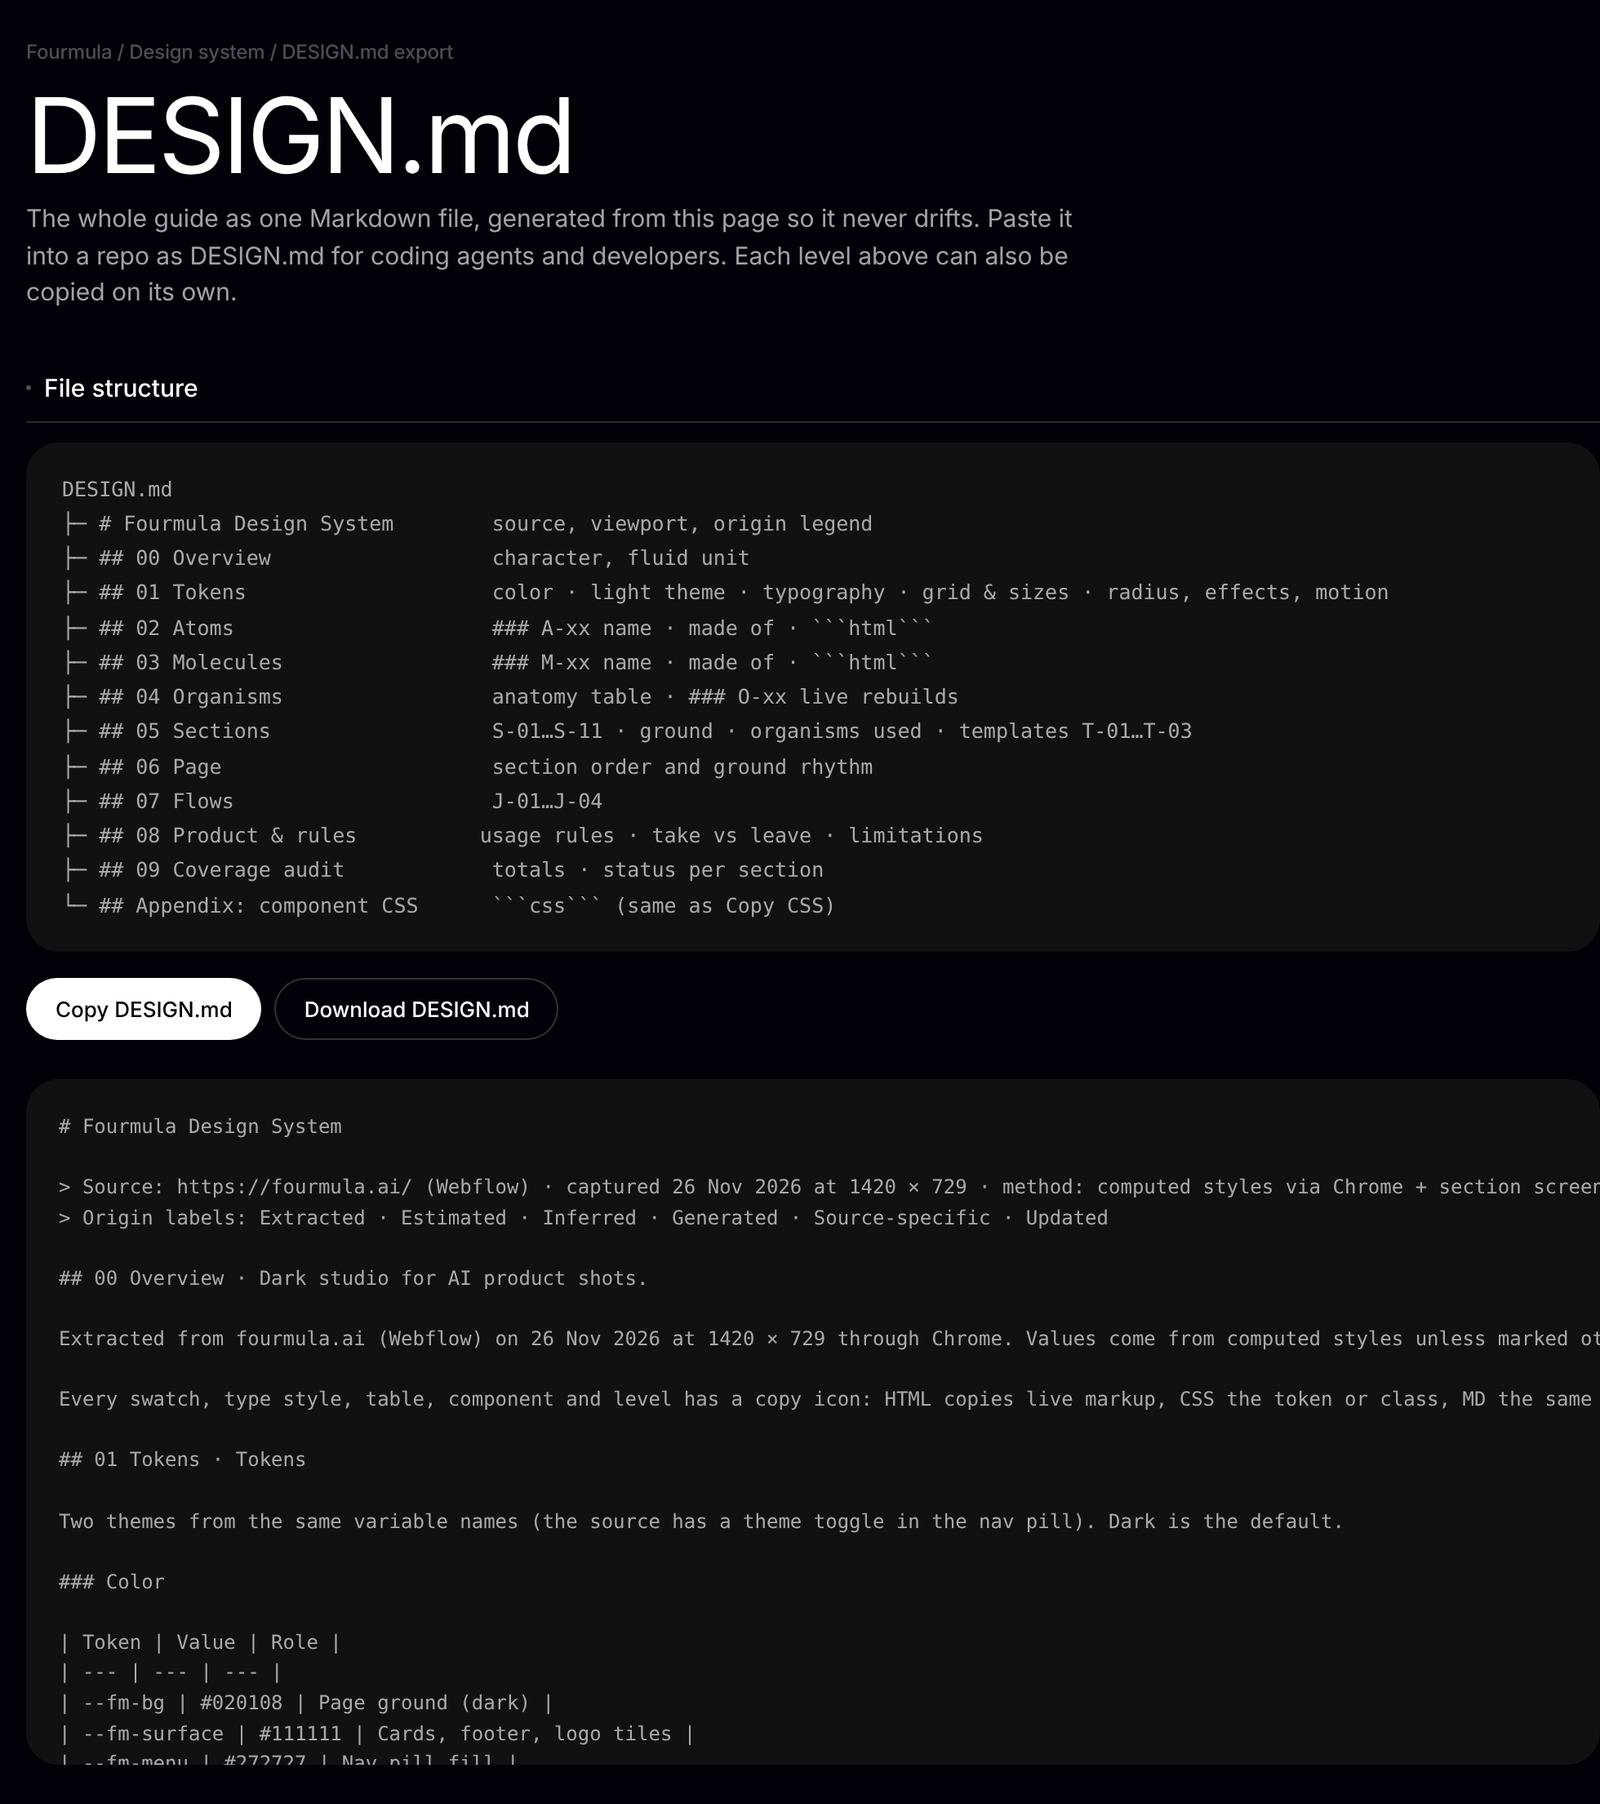 Fourmula / Design system / DESIGN.md export
DESIGN.md
The whole guide as one Markdown file, generated from this page so it never drifts. Paste it
into a repo as DESIGN.md for coding agents and developers. Each level above can also be
copied on its own.
· File structure
DESIGN.md
├─ # Fourmula Design System        source, viewport, origin legend
├─ ## 00 Overview                  character, fluid unit
├─ ## 01 Tokens                    color · light theme · typography · grid & sizes · radius, effects, motion
├─ ## 02 Atoms                     ### A-xx name · made of · ```html```
├─ ## 03 Molecules                 ### M-xx name · made of · ```html```
├─ ## 04 Organisms                 anatomy table · ### O-xx live rebuilds
├─ ## 05 Sections                  S-01…S-11 · ground · organisms used · templates T-01…T-03
├─ ## 06 Page                      section order and ground rhythm
├─ ## 07 Flows                     J-01…J-04
├─ ## 08 Product & rules          usage rules · take vs leave · limitations
├─ ## 09 Coverage audit            totals · status per section
└─ ## Appendix: component CSS      ```css``` (same as Copy CSS)
Copy DESIGN.md
Download DESIGN.md
# Fourmula Design System
> Source: https://fourmula.ai/ (Webflow) · captured 26 Nov 2026 at 1420 × 729 · method: computed styles via Chrome + section screen
> Origin labels: Extracted · Estimated · Inferred · Generated · Source-specific · Updated
## 00 Overview · Dark studio for AI product shots.
Extracted from fourmula.ai (Webflow) on 26 Nov 2026 at 1420 × 729 through Chrome. Values come from computed styles unless marked ot
Every swatch, type style, table, component and level has a copy icon: HTML copies live markup, CSS the token or class, MD the same
## 01 Tokens · Tokens
Two themes from the same variable names (the source has a theme toggle in the nav pill). Dark is the default.
### Color
| Token | Value | Role |
| --- | --- | --- |
| --fm-bg | #020108 | Page ground (dark) |
| --fm-surface | #111111 | Cards, footer, logo tiles |
| --fm-menu | #272727 | Nav pill fill |